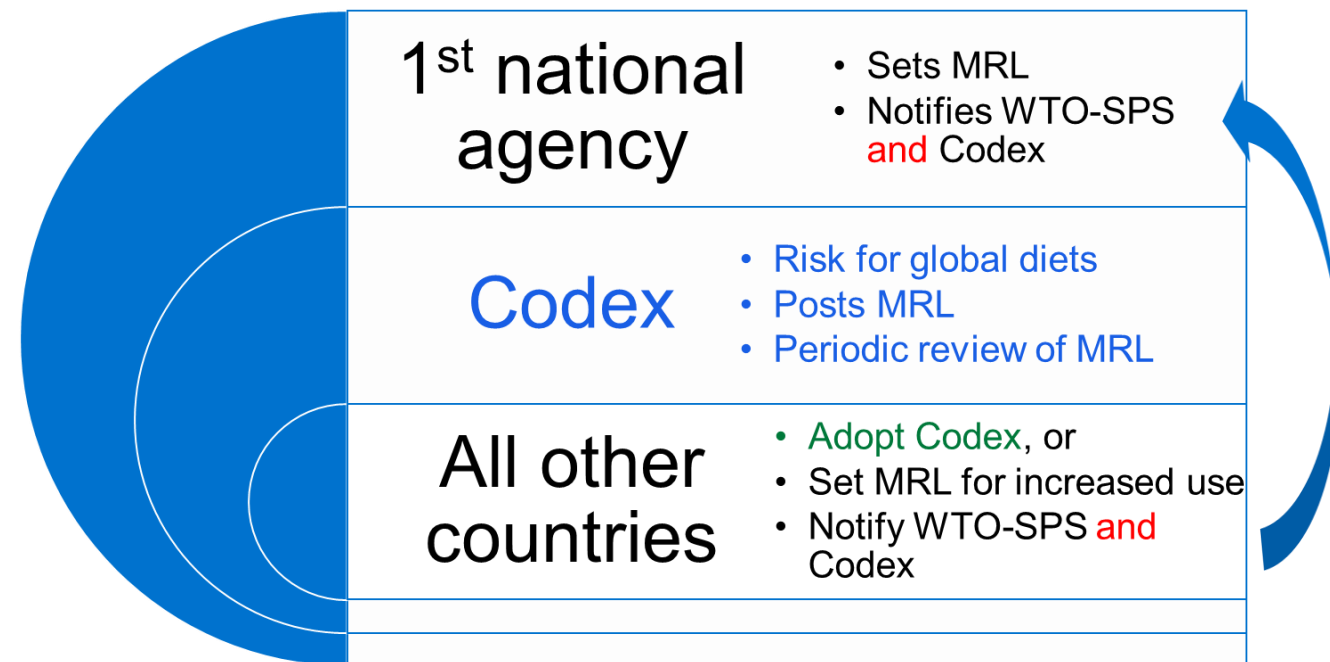 1st national
agency
• Sets MRL
• Notifies WTO-SPS
and Codex
Codex
• Risk for global diets
• Posts MRL
• Periodic review of MRL
All other
countries
• Adopt Codex, or
• Set MRL for increased use
• Notify WTO-SPS and
Codex